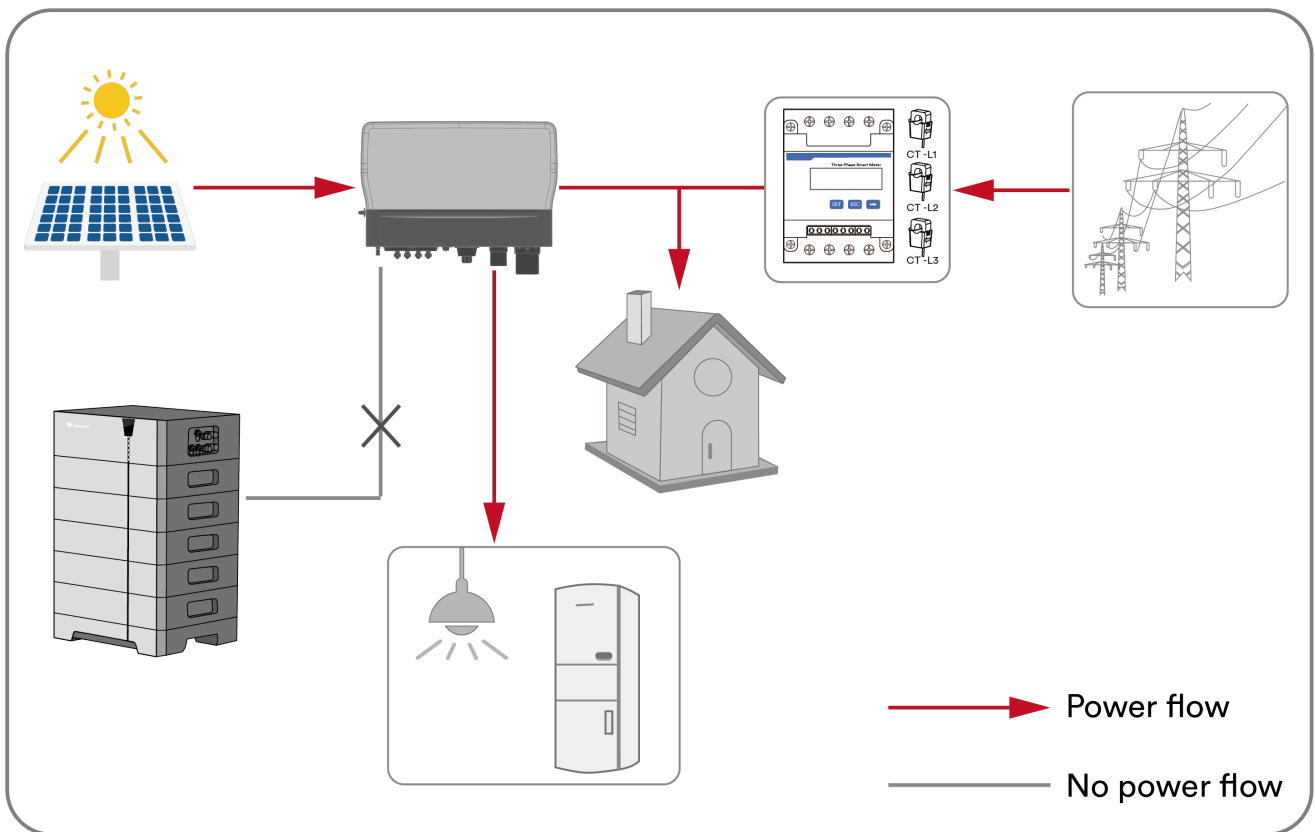 CT -L1
Three Phase Smart Meter
CT -L2
SET
ESC
CT -L3
Power flow
No power flow